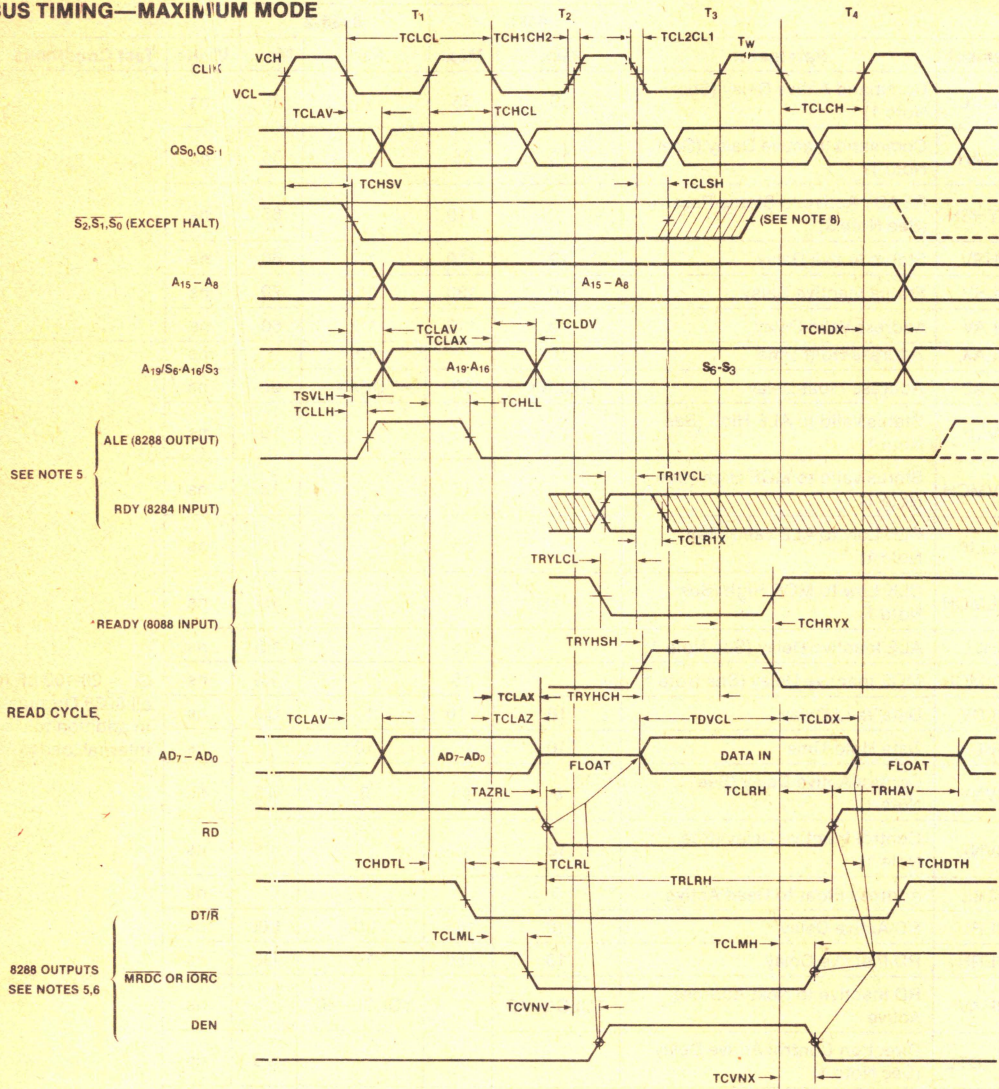 BUS TIMING—MAXIMUM MODE
T1 T2 T3 T4
TCLCL TCH1CH2 TCL2CL1 TW
VCH
CLK
VCL
TCLAV TCHCL TCLCH
QS0,QS1
TCHSV TCLSH
S2,S1,S0 (EXCEPT HALT) (SEE NOTE 8)
A15 – A8 A15 – A8
TCLAV TCLDV TCHDX
TCLAX
A19/S6-A16/S3 A19-A16 S6-S3
TSVLH TCHLL
TCLLH
ALE (8288 OUTPUT)
SEE NOTE 5
TR1VCL
RDY (8284 INPUT)
TCLR1X
TRYLCL
READY (8088 INPUT) TCHRYX
TRYHSH
TCLAX TRYHCH
READ CYCLE
TCLAV TCLAZ TDVCL TCLDX
AD7 – AD0 AD7-AD0 FLOAT DATA IN FLOAT
TAZRL TCLRH TRHAV
RD
TCHDTL TCLRL TCHDTH
TRLRH
DT/R
TCLML TCLMH
8288 OUTPUTS
SEE NOTES 5,6
MRDC OR IORC
TCVNV
DEN
TCVNX